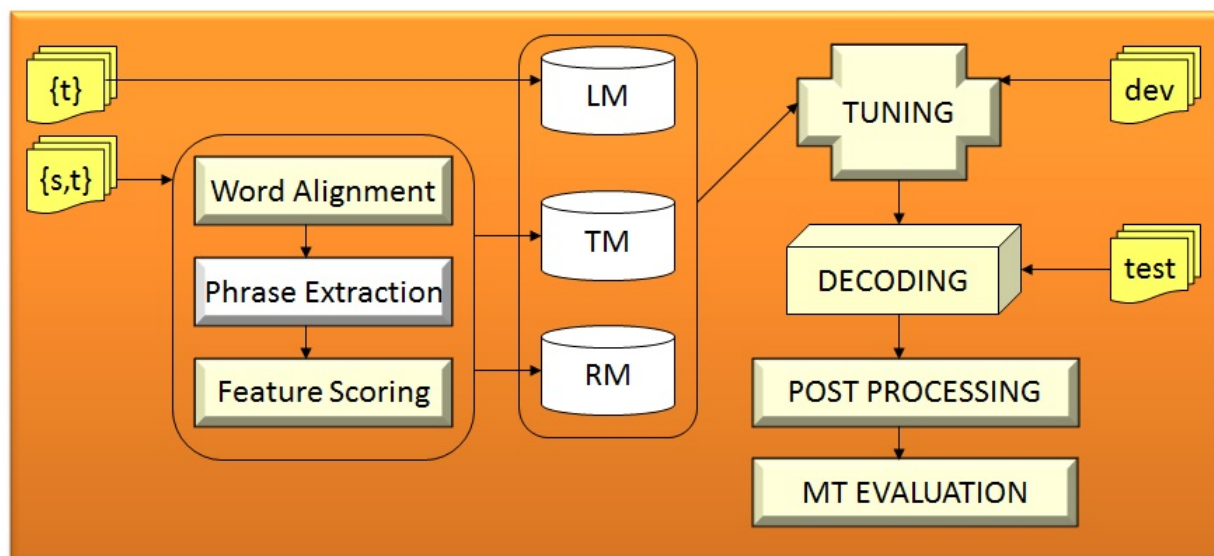 {t}
{s,t}
Word Alignment
Phrase Extraction
Feature Scoring
LM
TM
RM
TUNING
dev
DECODING
test
POST PROCESSING
MT EVALUATION